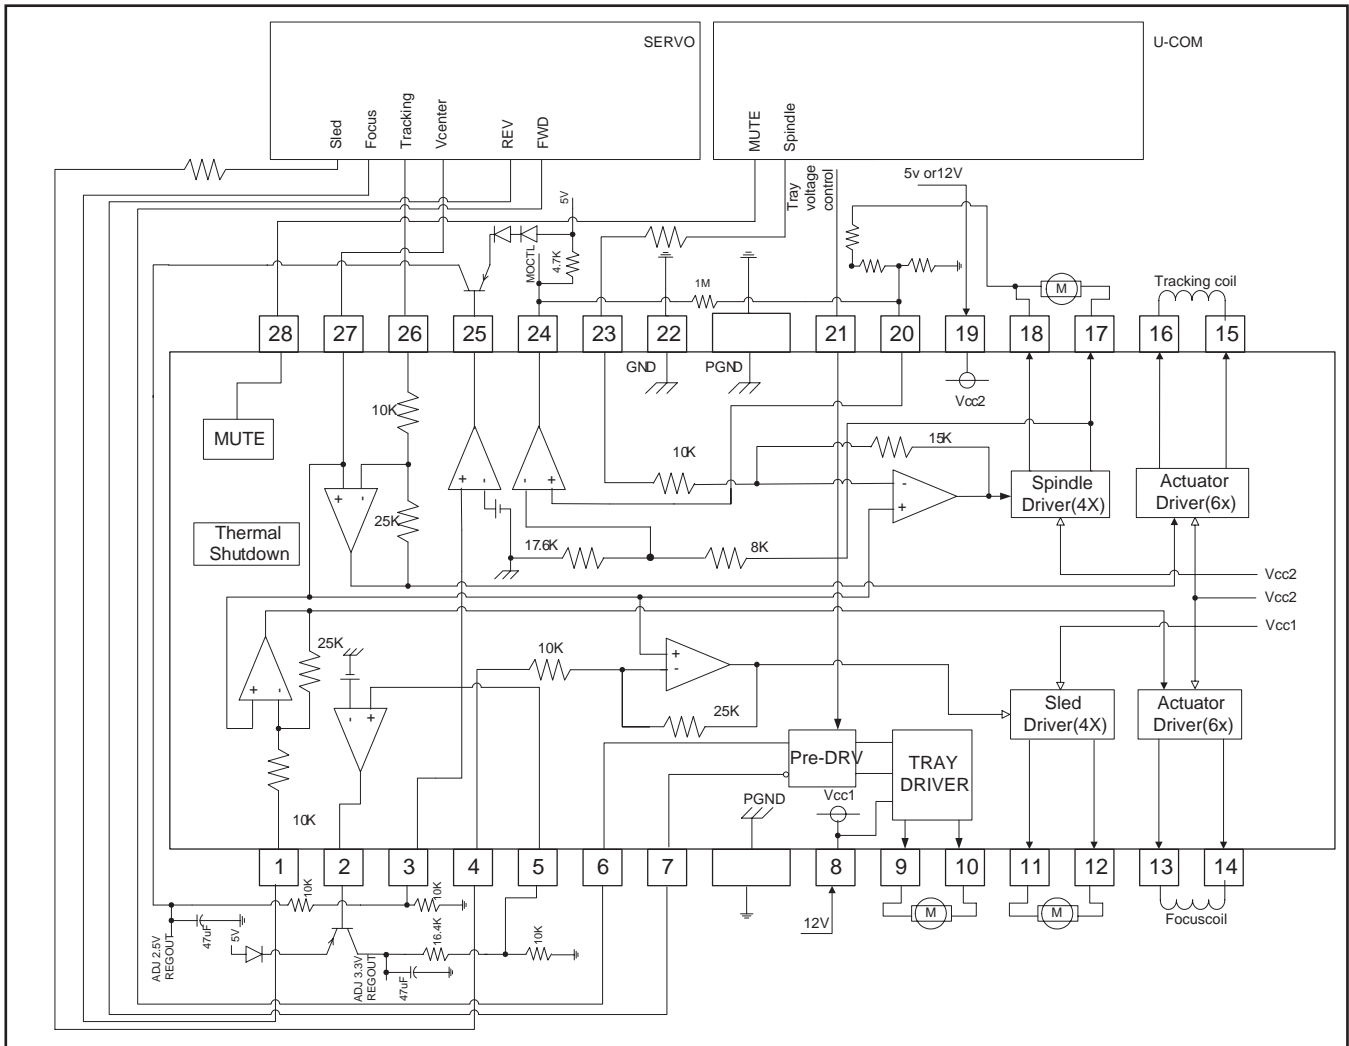 SERVO
U-COM
Sled
Focus
Tracking
Vcenter
REV
FWD
MUTE
Spindle
Tray
voltage
control
5v or12V
5V
MOCTL
4.7K
1M
M
Tracking coil
28
27
26
25
24
23
22
21
20
19
18
17
16
15
GND
PGND
Vcc2
MUTE
10K
10K
15K
+
-
+
-
-
+
-
+
Spindle
Driver(4X)
Actuator
Driver(6x)
25K
Thermal
Shutdown
17.6K
8K
Vcc2
Vcc2
Vcc1
25K
10K
+
-
+
-
-
+
25K
Sled
Driver(4X)
Actuator
Driver(6x)
Pre-DRV
TRAY
DRIVER
PGND
Vcc1
10K
1
2
3
4
5
6
7
8
9
10
11
12
13
14
10K
10K
M
M
Focuscoil
12V
ADJ 2.5V
REGOUT
47uF
5V
ADJ 3.3V
REGOUT
47uF
16.4K
10K